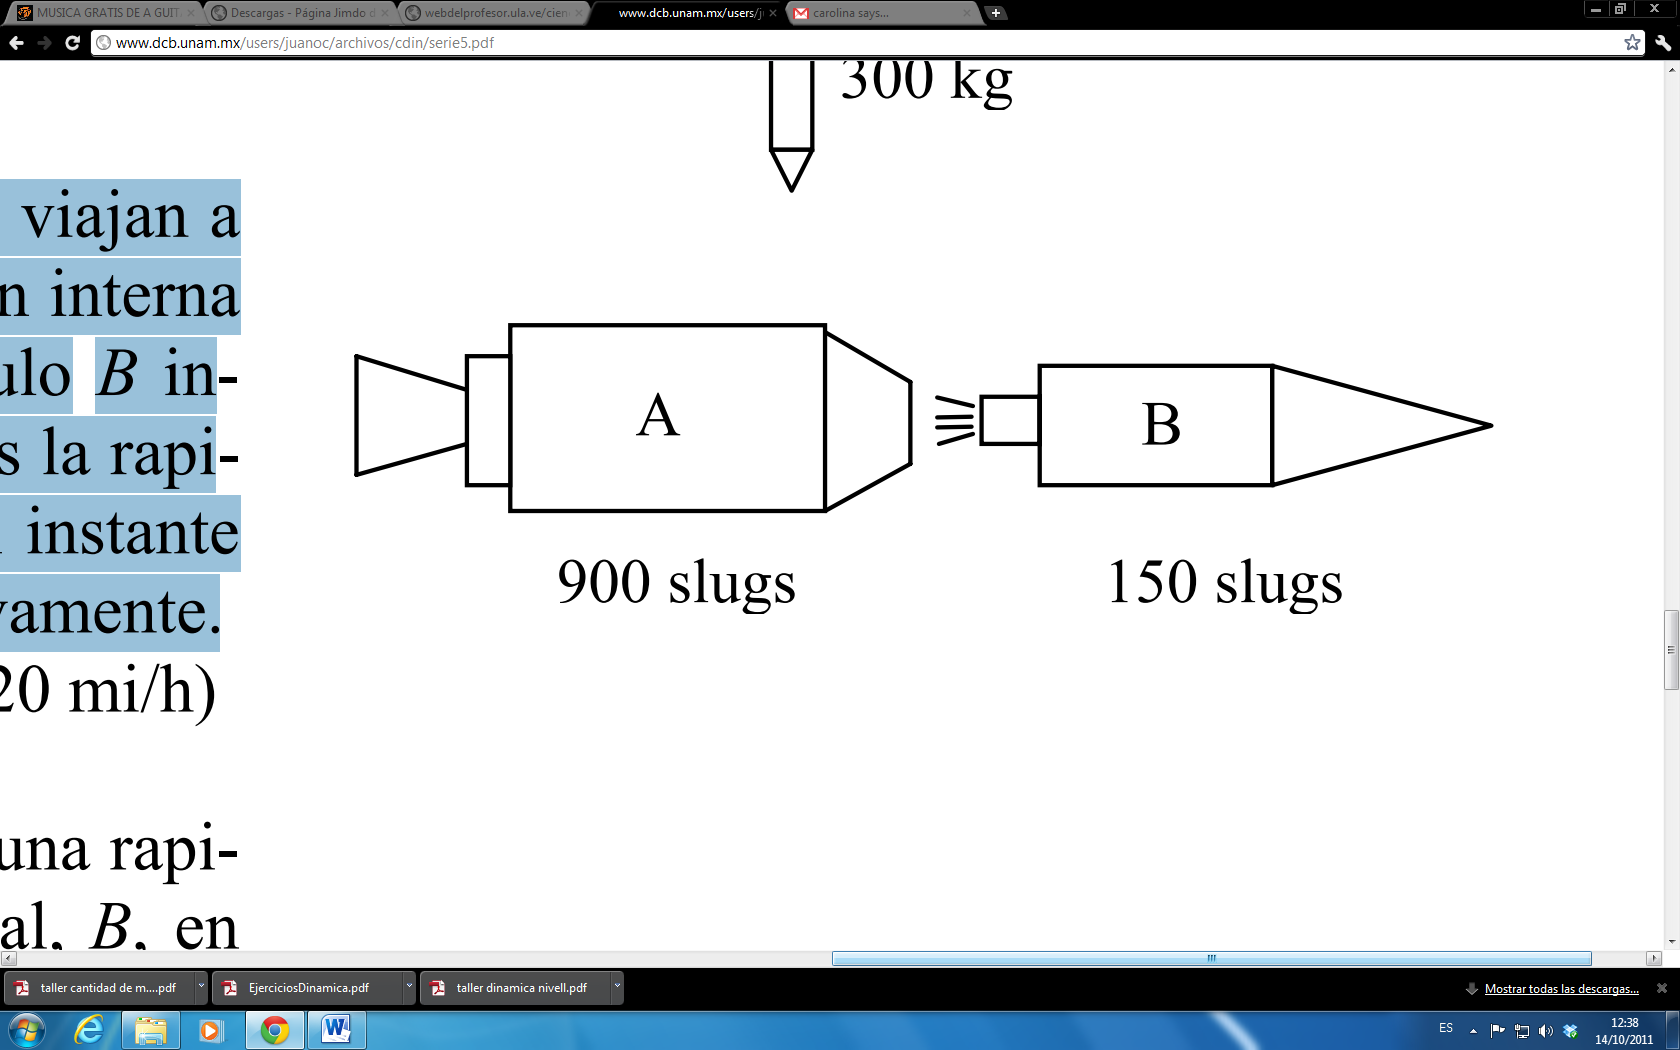 MUSICA GRATIS DE A GUIT
Descargas - Página Jimdo d
webdelprofesor.ula.ve/cien
www.dcb.unam.mx/users/j
carolina says...
www.dcb.unam.mx/users/juanoc/archivos/cdin/serie5.pdf
300 kg
viajan a
n interna
ulo B in-
s la rapi-
instante
vamente.
20 mi/h)
una rapi-
al, B, en
A
B
900 slugs
150 slugs
taller cantidad de m....pdf
EjerciciosDinamica.pdf
taller dinamica nivelI.pdf
Mostrar todas las descargas...
ES
12:38
14/10/2011